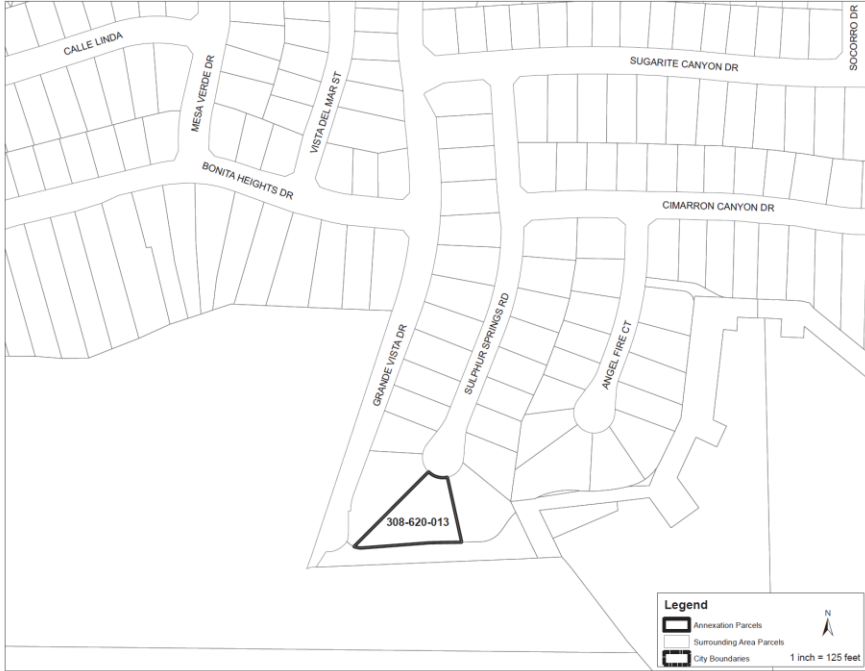 CALLE LINDA
MESA VERDE DR
VISTA DEL MAR ST
SUGARITE CANYON DR
SOCORRO DR
BONITA HEIGHTS DR
CIMARRON CANYON DR
GRANDE VISTA DR
SULPHUR SPRINGS RD
ANGEL FIRE CT
308-620-013
Legend
Annexation Parcels
Surrounding Area Parcels
City Boundaries
N
1 inch = 125 feet